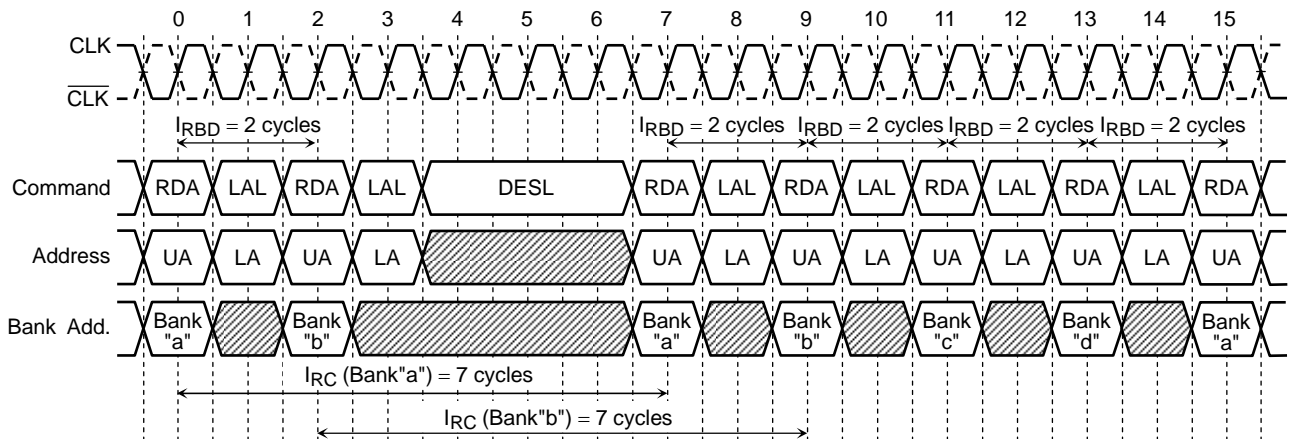 0 1 2 3 4 5 6 7 8 9 10 11 12 13 14 15
CLK
CLK
IRBD = 2 cycles IRBD = 2 cycles IRBD = 2 cycles IRBD = 2 cycles IRBD = 2 cycles
Command RDA LAL RDA LAL DESL RDA LAL RDA LAL RDA LAL RDA LAL RDA
Address UA LA UA LA UA LA UA LA UA LA UA LA UA
Bank Add. Bank Bank Bank Bank Bank Bank Bank
"a" "b" "a" "b" "c" "d" "a"
IRC (Bank"a") = 7 cycles
IRC (Bank"b") = 7 cycles